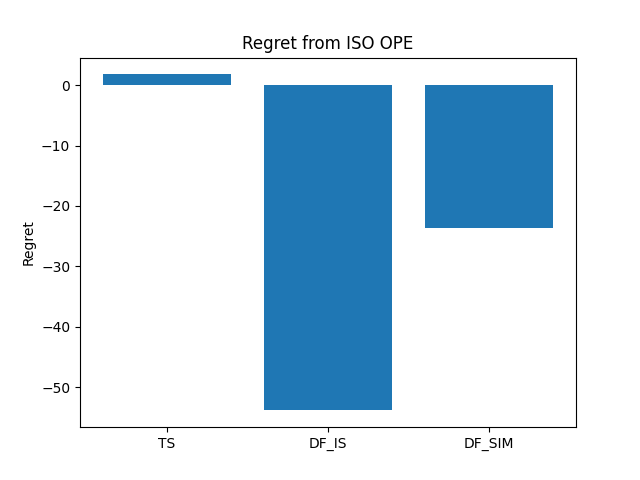 Regret from ISO OPE
Regret
0
−10
−20
−30
−40
−50
TS
DF_IS
DF_SIM